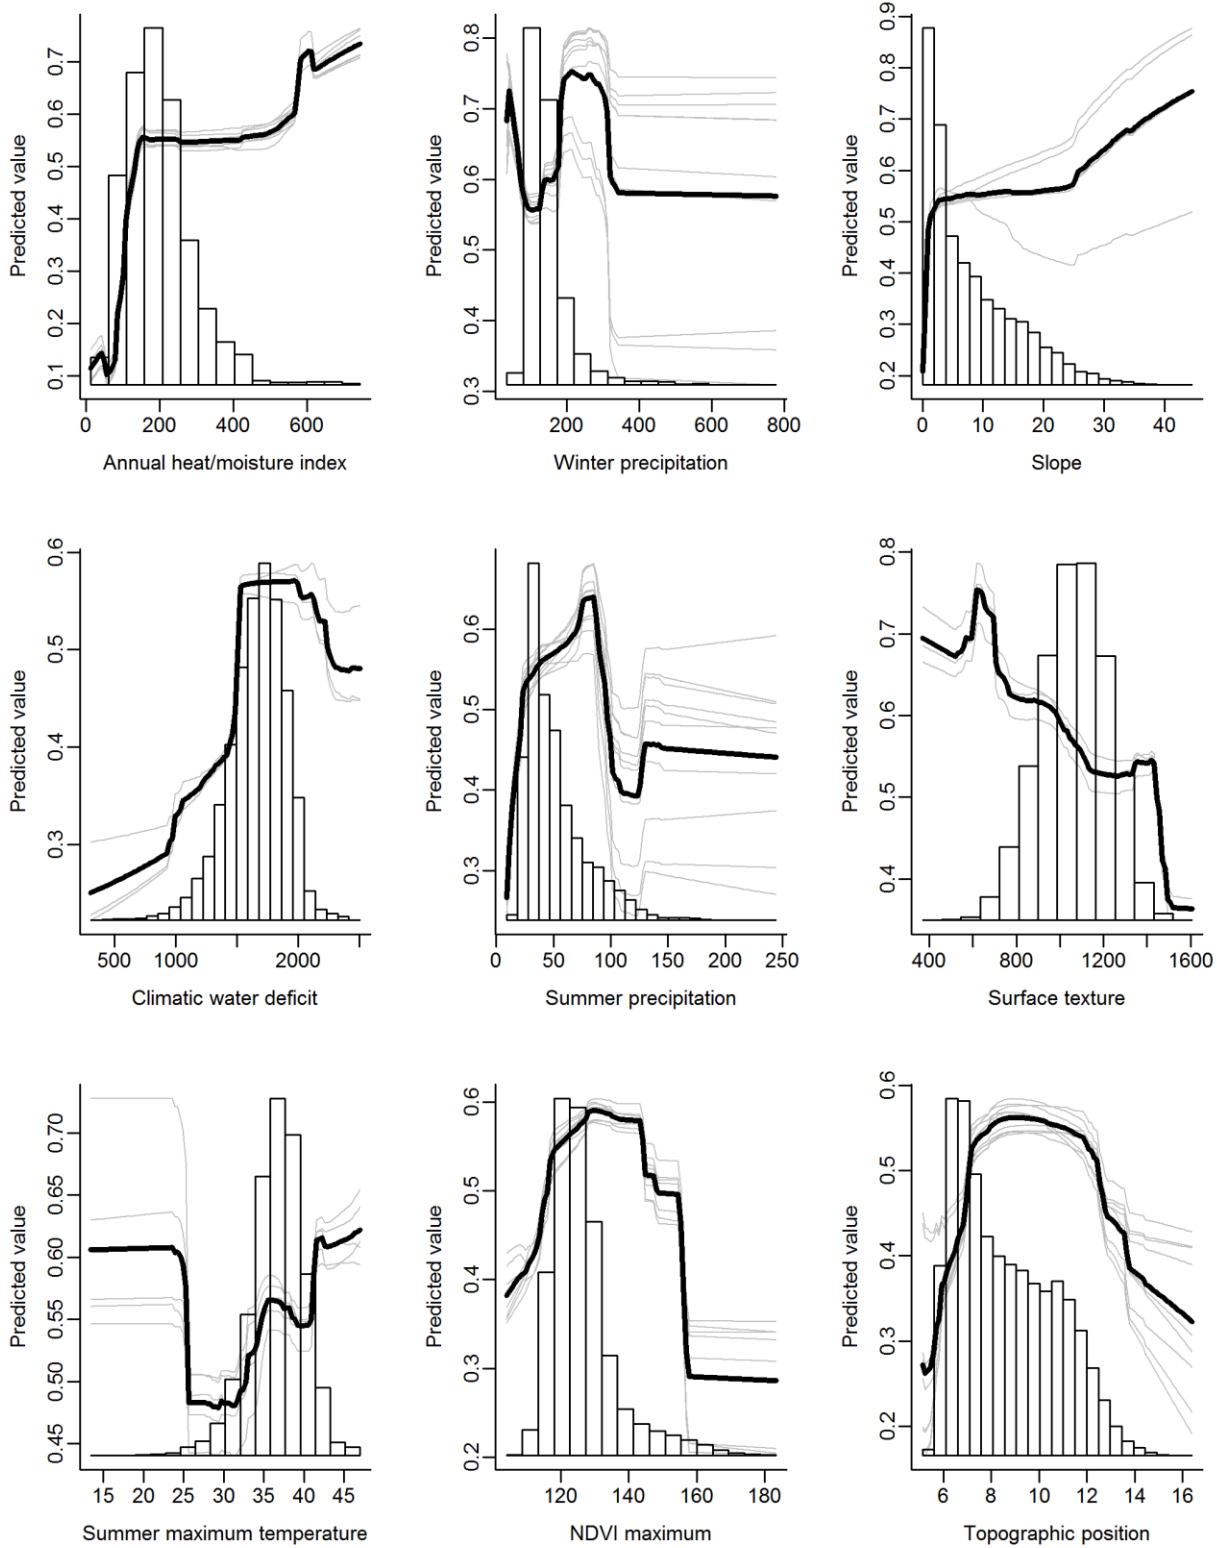 Predicted value
0.1 0.2 0.3 0.4 0.5 0.6 0.7
0 200 400 600
Annual heat/moisture index
Predicted value
0.3 0.4 0.5 0.6 0.7 0.8
0 200 400 600 800
Winter precipitation
Predicted value
0.2 0.3 0.4 0.5 0.6 0.7 0.8 0.9
0 10 20 30 40
Slope
Predicted value
0.3 0.4 0.5 0.6
500 1000 2000
Climatic water deficit
Predicted value
0.3 0.4 0.5 0.6
0 50 100 150 200 250
Summer precipitation
Predicted value
0.4 0.5 0.6 0.7 0.8
400 800 1200 1600
Surface texture
Predicted value
0.45 0.50 0.55 0.60 0.65 0.70
15 20 25 30 35 40 45
Summer maximum temperature
Predicted value
0.2 0.3 0.4 0.5 0.6
120 140 160 180
NDVI maximum
Predicted value
0.2 0.3 0.4 0.5 0.6
6 8 10 12 14 16
Topographic position